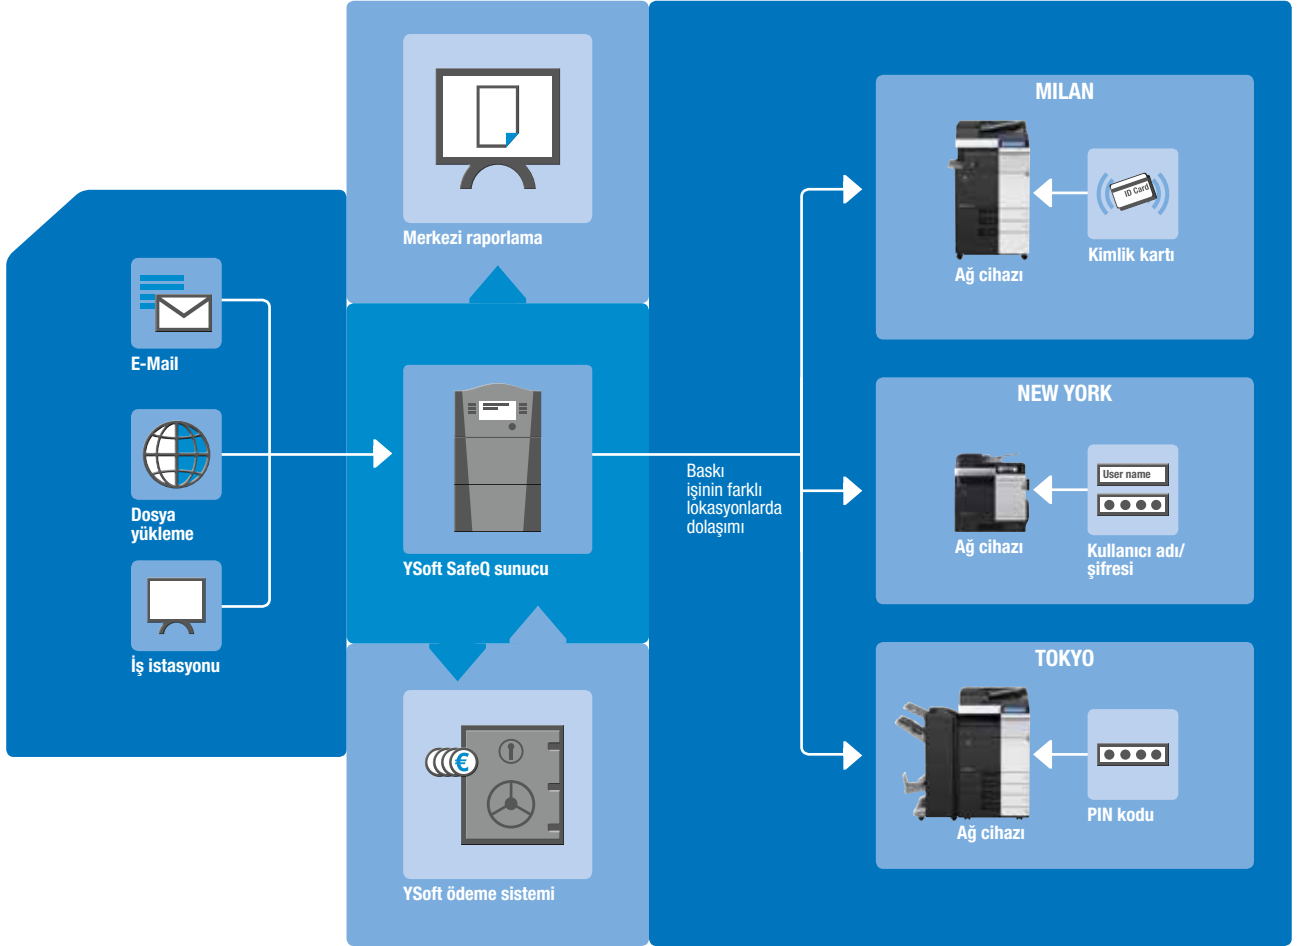 E-Mail
Dosya
yükleme
İş istasyonu
Merkezi raporlama
YSoft SafeQ sunucu
€
YSoft ödeme sistemi
Baskı
işinin farklı
lokasyonlarda
dolaşımı
MILAN
ID Card
Ağ cihazı
Kimlik kartı
NEW YORK
User name
Ağ cihazı
Kullanıcı adı/
şifresi
TOKYO
Ağ cihazı
PIN kodu